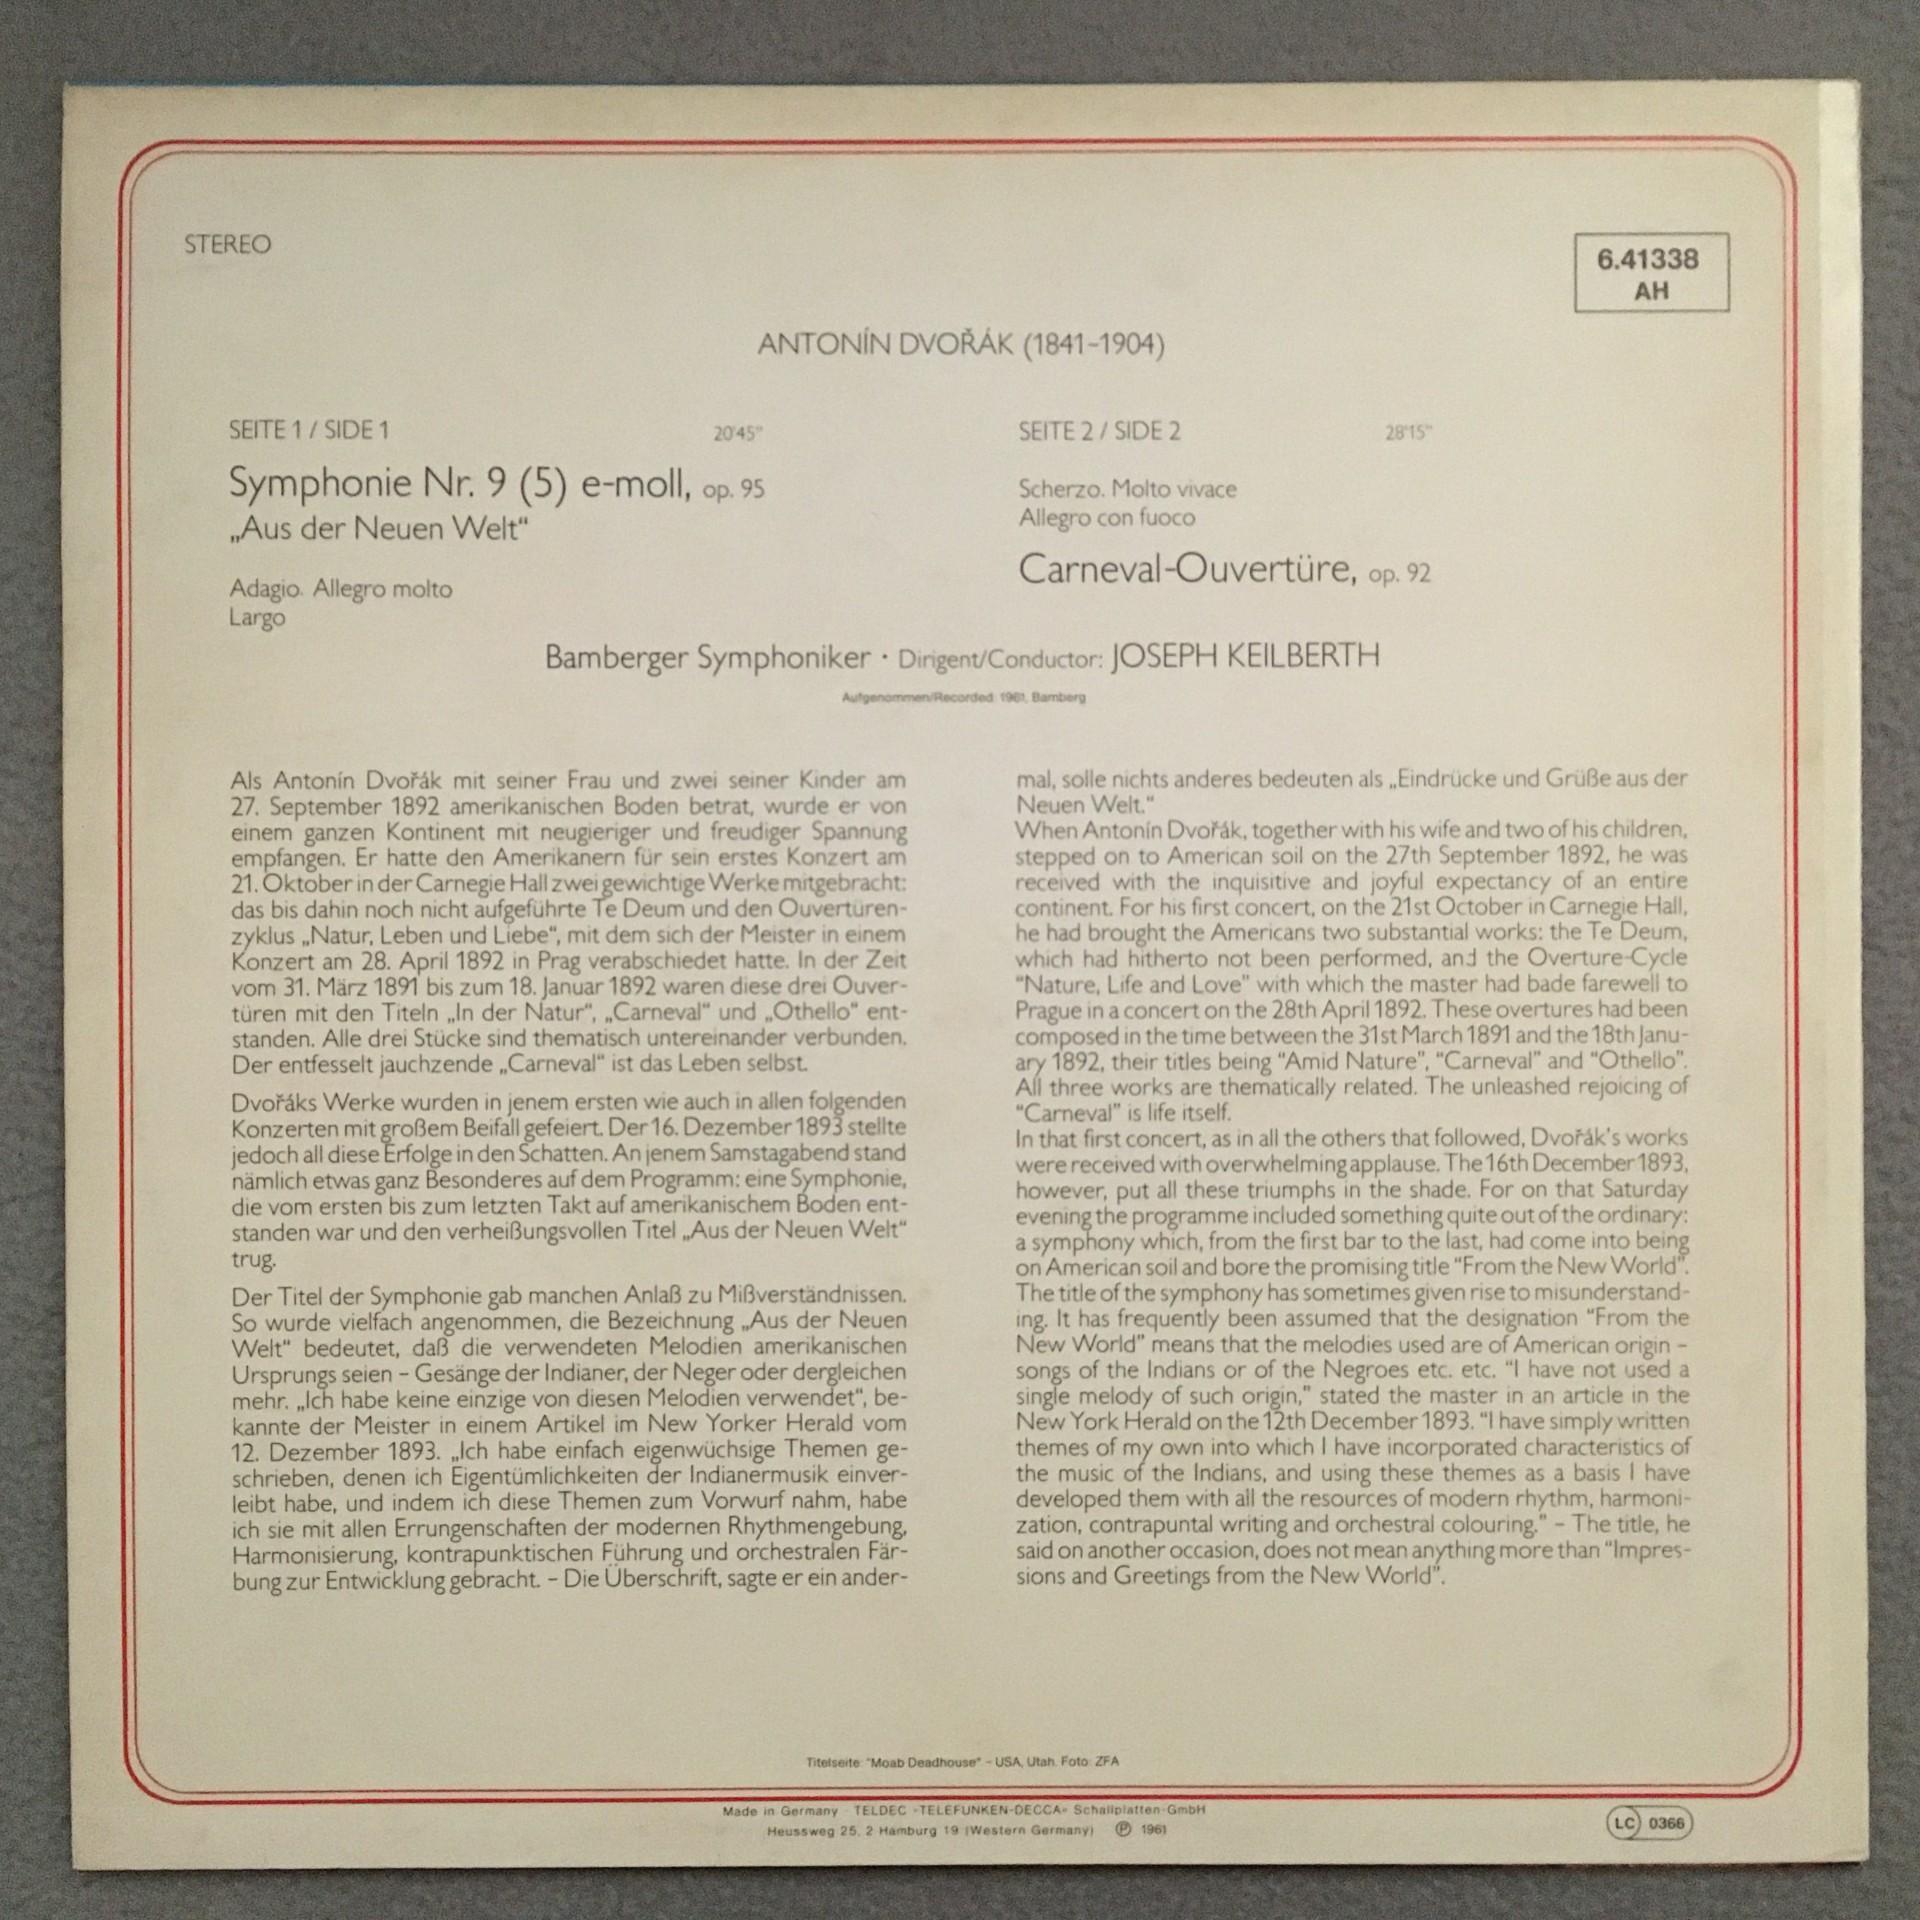 STEREO
6.41338
AH
ANTONÍN DVOŘÁK (1841–1904)
SEITE 1 / SIDE 1 20'45"
Symphonie Nr. 9 (5) e-moll, op. 95
„Aus der Neuen Welt“
Adagio. Allegro molto
Largo
SEITE 2 / SIDE 2 28'15"
Scherzo. Molto vivace
Allegro con fuoco
Carneval-Ouvertüre, op. 92
Bamberger Symphoniker · Dirigent/Conductor: JOSEPH KEILBERTH
Aufgenommen/Recorded: 1961, Bamberg
Als Antonín Dvořák mit seiner Frau und zwei seiner Kinder am
27. September 1892 amerikanischen Boden betrat, wurde er von
einem ganzen Kontinent mit neugieriger und freudiger Spannung
empfangen. Er hatte den Amerikanern für sein erstes Konzert am
21. Oktober in der Carnegie Hall zwei gewichtige Werke mitgebracht:
das bis dahin noch nicht aufgeführte Te Deum und den Ouvertüren-
zyklus „Natur, Leben und Liebe“, mit dem sich der Meister in einem
Konzert am 28. April 1892 in Prag verabschiedet hatte. In der Zeit
vom 31. März 1891 bis zum 18. Januar 1892 waren diese drei Ouver-
türen mit den Titeln „In der Natur“, „Carneval“ und „Othello“ ent-
standen. Alle drei Stücke sind thematisch untereinander verbunden.
Der entfesselt jauchzende „Carneval“ ist das Leben selbst.
Dvořáks Werke wurden in jenem ersten wie auch in allen folgenden
Konzerten mit großem Beifall gefeiert. Der 16. Dezember 1893 stellte
jedoch all diese Erfolge in den Schatten. An jenem Samstagabend stand
nämlich etwas ganz Besonderes auf dem Programm: eine Symphonie,
die vom ersten bis zum letzten Takt auf amerikanischem Boden ent-
standen war und den verheißungsvollen Titel „Aus der Neuen Welt“
trug.
Der Titel der Symphonie gab manchen Anlaß zu Mißverständnissen.
So wurde vielfach angenommen, die Bezeichnung „Aus der Neuen
Welt“ bedeutet, daß die verwendeten Melodien amerikanischen
Ursprungs seien – Gesänge der Indianer, der Neger oder dergleichen
mehr. „Ich habe keine einzige von diesen Melodien verwendet“, be-
kannte der Meister in einem Artikel im New Yorker Herald vom
12. Dezember 1893. „Ich habe einfach eigenwüchsige Themen ge-
schrieben, denen ich Eigentümlichkeiten der Indianermusik einver-
leibt habe, und indem ich diese Themen zum Vorwurf nahm, habe
ich sie mit allen Errungenschaften der modernen Rhythmengebung,
Harmonisierung, kontrapunktischen Führung und orchestralen Fär-
bung zur Entwicklung gebracht. – Die Überschrift, sagte er ein ander-
mal, solle nichts anderes bedeuten als „Eindrücke und Grüße aus der
Neuen Welt.“
When Antonín Dvořák, together with his wife and two of his children,
stepped on to American soil on the 27th September 1892, he was
received with the inquisitive and joyful expectancy of an entire
continent. For his first concert, on the 21st October in Carnegie Hall,
he had brought the Americans two substantial works: the Te Deum,
which had hitherto not been performed, and the Overture-Cycle
“Nature, Life and Love” with which the master had bade farewell to
Prague in a concert on the 28th April 1892. These overtures had been
composed in the time between the 31st March 1891 and the 18th Janu-
ary 1892, their titles being “Amid Nature”, “Carneval” and “Othello”.
All three works are thematically related. The unleashed rejoicing of
“Carneval” is life itself.
In that first concert, as in all the others that followed, Dvořák's works
were received with overwhelming applause. The 16th December 1893,
however, put all these triumphs in the shade. For on that Saturday
evening the programme included something quite out of the ordinary:
a symphony which, from the first bar to the last, had come into being
on American soil and bore the promising title “From the New World”.
The title of the symphony has sometimes given rise to misunderstand-
ing. It has frequently been assumed that the designation “From the
New World” means that the melodies used are of American origin –
songs of the Indians or of the Negroes etc. etc. “I have not used a
single melody of such origin,” stated the master in an article in the
New York Herald on the 12th December 1893. “I have simply written
themes of my own into which I have incorporated characteristics of
the music of the Indians, and using these themes as a basis I have
developed them with all the resources of modern rhythm, harmoni-
zation, contrapuntal writing and orchestral colouring.” – The title, he
said on another occasion, does not mean anything more than “Impres-
sions and Greetings from the New World”.
Titelseite: "Moab Deadhouse" – USA, Utah. Foto: ZFA
Made in Germany · TELDEC »TELEFUNKEN-DECCA« Schallplatten-GmbH
Heussweg 25, 2 Hamburg 19 (Western Germany) Ⓟ 1961
LC 0366